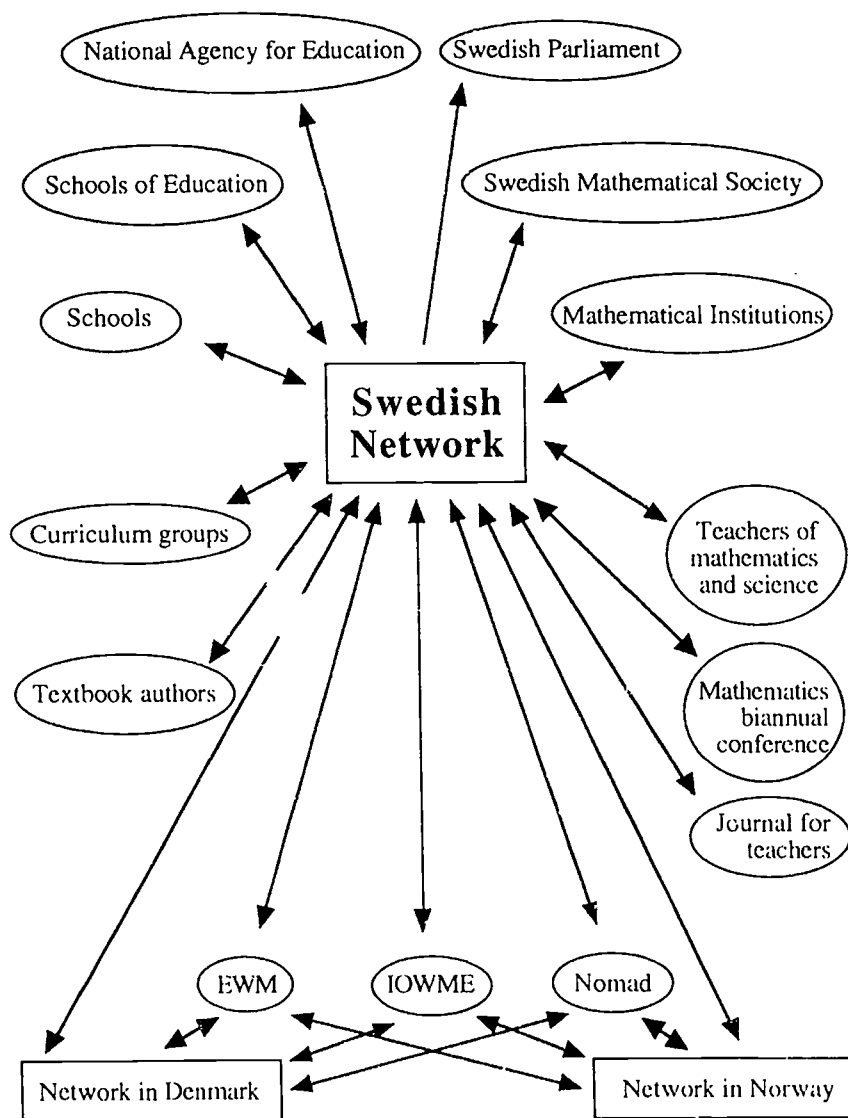 National Agency for Education
Swedish Parliament
Schools of Education
Swedish Mathematical Society
Schools
Mathematical Institutions
Swedish
Network
Curriculum groups
Teachers of
mathematics
and science
Textbook authors
Mathematics
biannual
conference
Journal for
teachers
EWM
IOWME
Nomad
Network in Denmark
Network in Norway